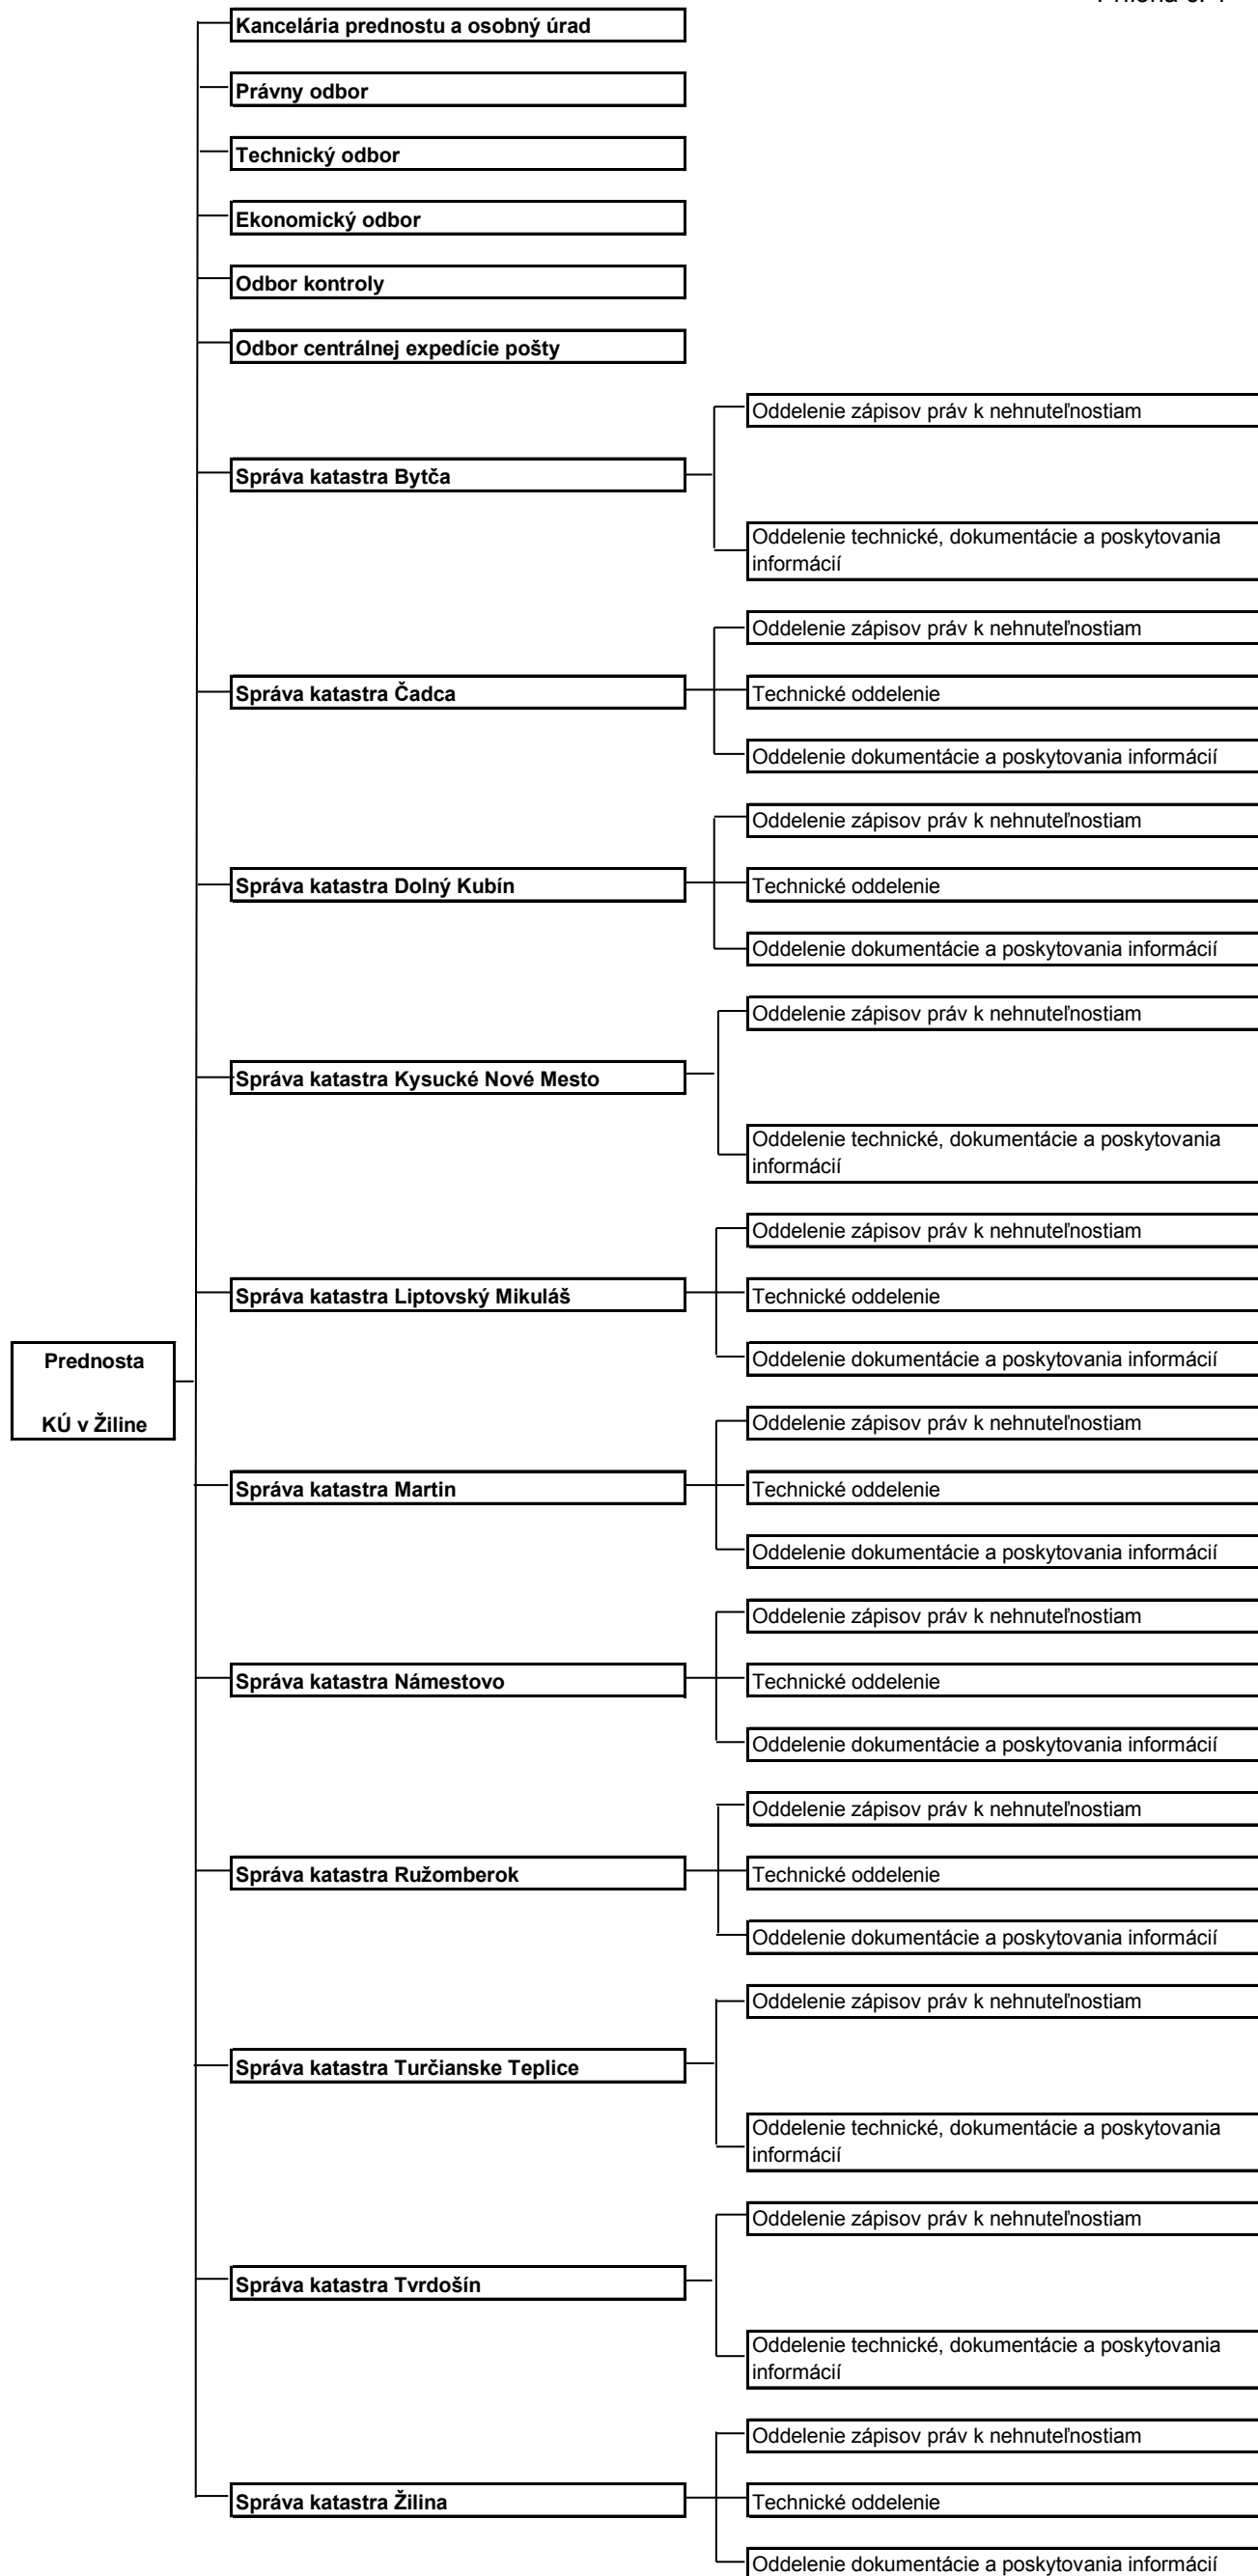 Kancelária prednostu a osobný úrad
Právny odbor
Technický odbor
Ekonomický odbor
Odbor kontroly
Odbor centrálnej expedície pošty
Oddelenie zápisov práv k nehnuteľnostiam
Správa katastra Bytča
Oddelenie technické, dokumentácie a poskytovania
informácií
Oddelenie zápisov práv k nehnuteľnostiam
Správa katastra Čadca
Technické oddelenie
Oddelenie dokumentácie a poskytovania informácií
Oddelenie zápisov práv k nehnuteľnostiam
Správa katastra Dolný Kubín
Technické oddelenie
Oddelenie dokumentácie a poskytovania informácií
Oddelenie zápisov práv k nehnuteľnostiam
Správa katastra Kysucké Nové Mesto
Oddelenie technické, dokumentácie a poskytovania
informácií
Oddelenie zápisov práv k nehnuteľnostiam
Správa katastra Liptovský Mikuláš
Technické oddelenie
Prednosta
KÚ v Žiline
Oddelenie dokumentácie a poskytovania informácií
Oddelenie zápisov práv k nehnuteľnostiam
Správa katastra Martin
Technické oddelenie
Oddelenie dokumentácie a poskytovania informácií
Oddelenie zápisov práv k nehnuteľnostiam
Správa katastra Námestovo
Technické oddelenie
Oddelenie dokumentácie a poskytovania informácií
Oddelenie zápisov práv k nehnuteľnostiam
Správa katastra Ružomberok
Technické oddelenie
Oddelenie dokumentácie a poskytovania informácií
Oddelenie zápisov práv k nehnuteľnostiam
Správa katastra Turčianske Teplice
Oddelenie technické, dokumentácie a poskytovania
informácií
Oddelenie zápisov práv k nehnuteľnostiam
Správa katastra Tvrdošín
Oddelenie technické, dokumentácie a poskytovania
informácií
Oddelenie zápisov práv k nehnuteľnostiam
Správa katastra Žilina
Technické oddelenie
Oddelenie dokumentácie a poskytovania informácií